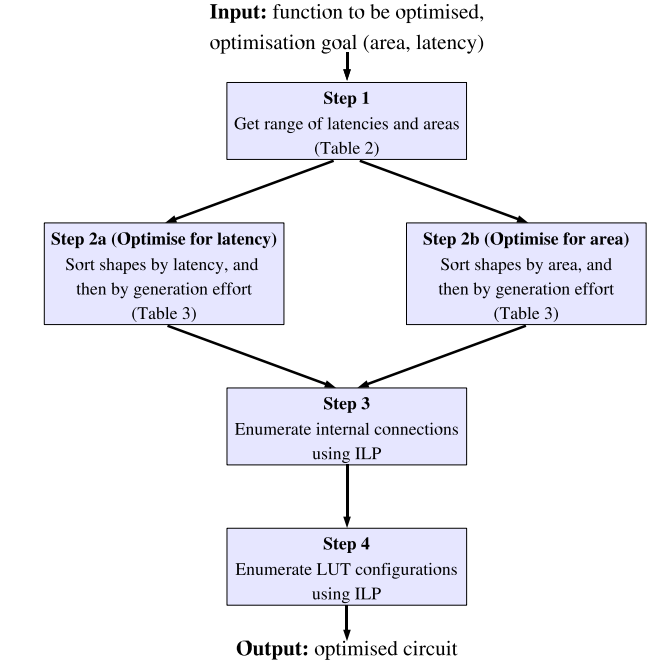 Input: function to be optimised,
optimisation goal (area, latency)
Step 1
Get range of latencies and areas
(Table 2)
Step 2a (Optimise for latency)
Sort shapes by latency, and
then by generation effort
(Table 3)
Step 2b (Optimise for area)
Sort shapes by area, and
then by generation effort
(Table 3)
Step 3
Enumerate internal connections
using ILP
Step 4
Enumerate LUT configurations
using ILP
Output: optimised circuit